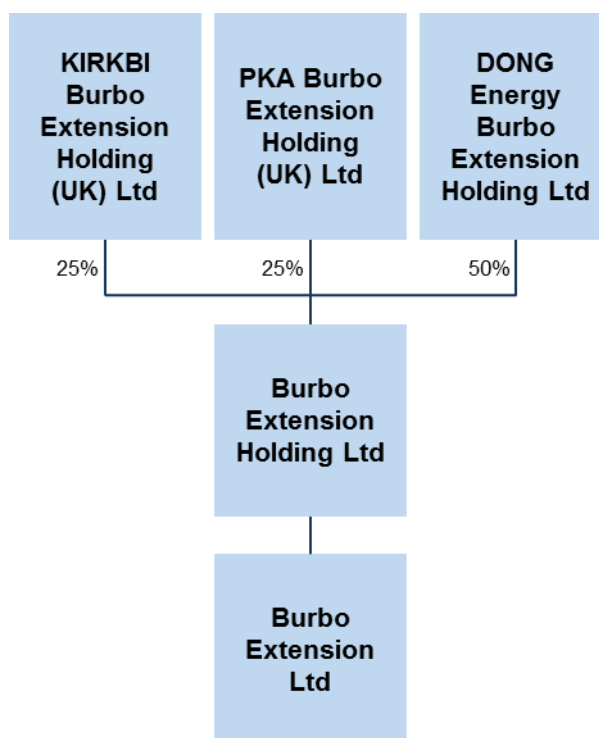 KIRKBI
Burbo
Extension
Holding
(UK) Ltd
PKA Burbo
Extension
Holding
(UK) Ltd
DONG
Energy
Burbo
Extension
Holding Ltd
25%
25%
50%
Burbo
Extension
Holding Ltd
Burbo
Extension
Ltd